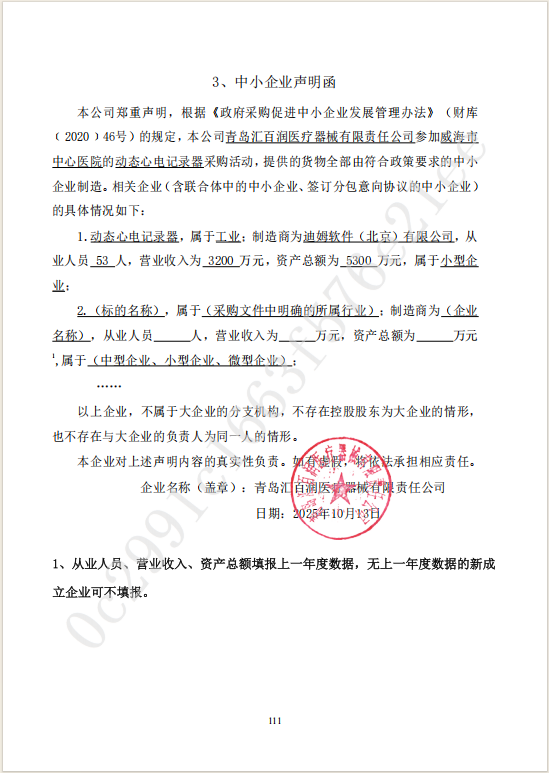 3、中小企业声明函
本公司郑重声明，根据《政府采购促进中小企业发展管理办法》（财库
﹝2020﹞46号）的规定，本公司青岛汇百润医疗器械有限责任公司参加威海市
中心医院的动态心电记录器采购活动，提供的货物全部由符合政策要求的中小
企业制造。相关企业（含联合体中的中小企业、签订分包意向协议的中小企业）
的具体情况如下：
1.动态心电记录器，属于工业；制造商为迪姆软件（北京）有限公司，从
业人员 53 人，营业收入为 3200 万元，资产总额为 5300 万元，属于小型企
业；
2.（标的名称），属于（采购文件中明确的所属行业）；制造商为（企业
名称），从业人员______人，营业收入为______万元，资产总额为______万元
1,属于（中型企业、小型企业、微型企业）；
……
以上企业，不属于大企业的分支机构，不存在控股股东为大企业的情形，
也不存在与大企业的负责人为同一人的情形。
本企业对上述声明内容的真实性负责。如有虚假，将依法承担相应责任。
企业名称（盖章）：青岛汇百润医疗器械有限责任公司
日期：2025年10月13日
1、从业人员、营业收入、资产总额填报上一年度数据，无上一年度数据的新成
立企业可不填报。
111